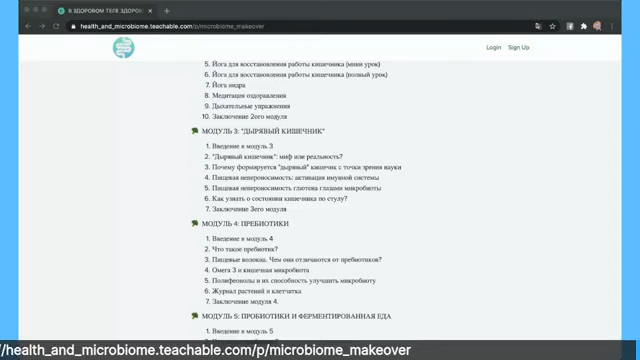 В ЗДОРОВОМ ТЕЛЕ ЗДОРО
health_and_microbiome.teachable.com/p/microbiome_makeover
Login Sign Up
5. Йога для восстановления работы кишечника (мини урок)
6. Йога для восстановления работы кишечника (полный урок)
7. Йога нидра
8. Медитация оздоровления
9. Дыхательные упражнения
10. Заключение 2ого модуля
МОДУЛЬ 3: "ДЫРЯВЫЙ КИШЕЧНИК"
1. Введение в модуль 3
2. "Дырявый кишечник": миф или реальность?
3. Почему формируется "дырявый" кишечник с точки зрения науки
4. Пищевая непереносимость: активация имунной системы
5. Пищевая непереносимость глютена глазами микробиоты
6. Как узнать о состоянии кишечника по стулу?
7. Заключение 3его модуля
МОДУЛЬ 4: ПРЕБИОТИКИ
1. Введение в модуль 4
2. Что такое пребиотик?
3. Пищевые волокна. Чем они отличаются от пребиотиков?
4. Омега 3 и кишечная микробиота
5. Полифенолы и их способность улучшить микробиоту
6. Журнал растений и клетчатка
7. Заключение модуля 4.
МОДУЛЬ 5: ПРОБИОТИКИ И ФЕРМЕНТИРОВАННАЯ ЕДА
1. Введение в модуль 5
//health_and_microbiome.teachable.com/p/microbiome_makeover